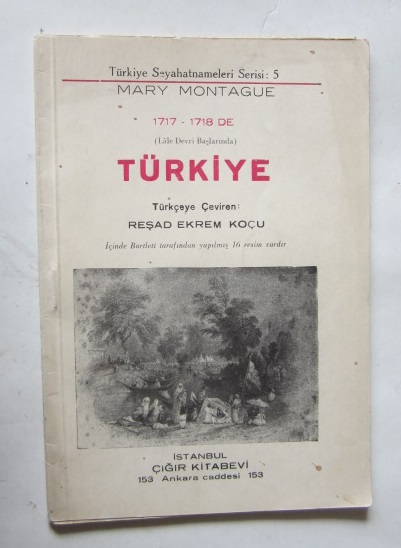 Türkiye Seyahatnameleri Serisi: 5
MARY MONTAGUE
1717 - 1718 DE
(Lâle Devri Başlarında)
TÜRKİYE
Türkçeye Çeviren:
REŞAD EKREM KOÇU
İçinde Bartlett tarafından yapılmış 16 resim vardır
İSTANBUL
ÇIĞIR KİTABEVİ
153 Ankara caddesi 153